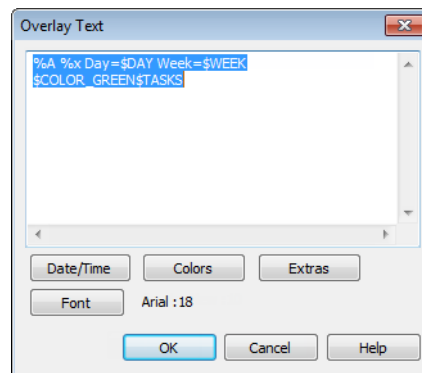 Overlay Text
%A %x Day=$DAY Week=$WEEK
$COLOR_GREEN$TASKS
Date/Time Colors Extras
Font Arial :18
OK Cancel Help